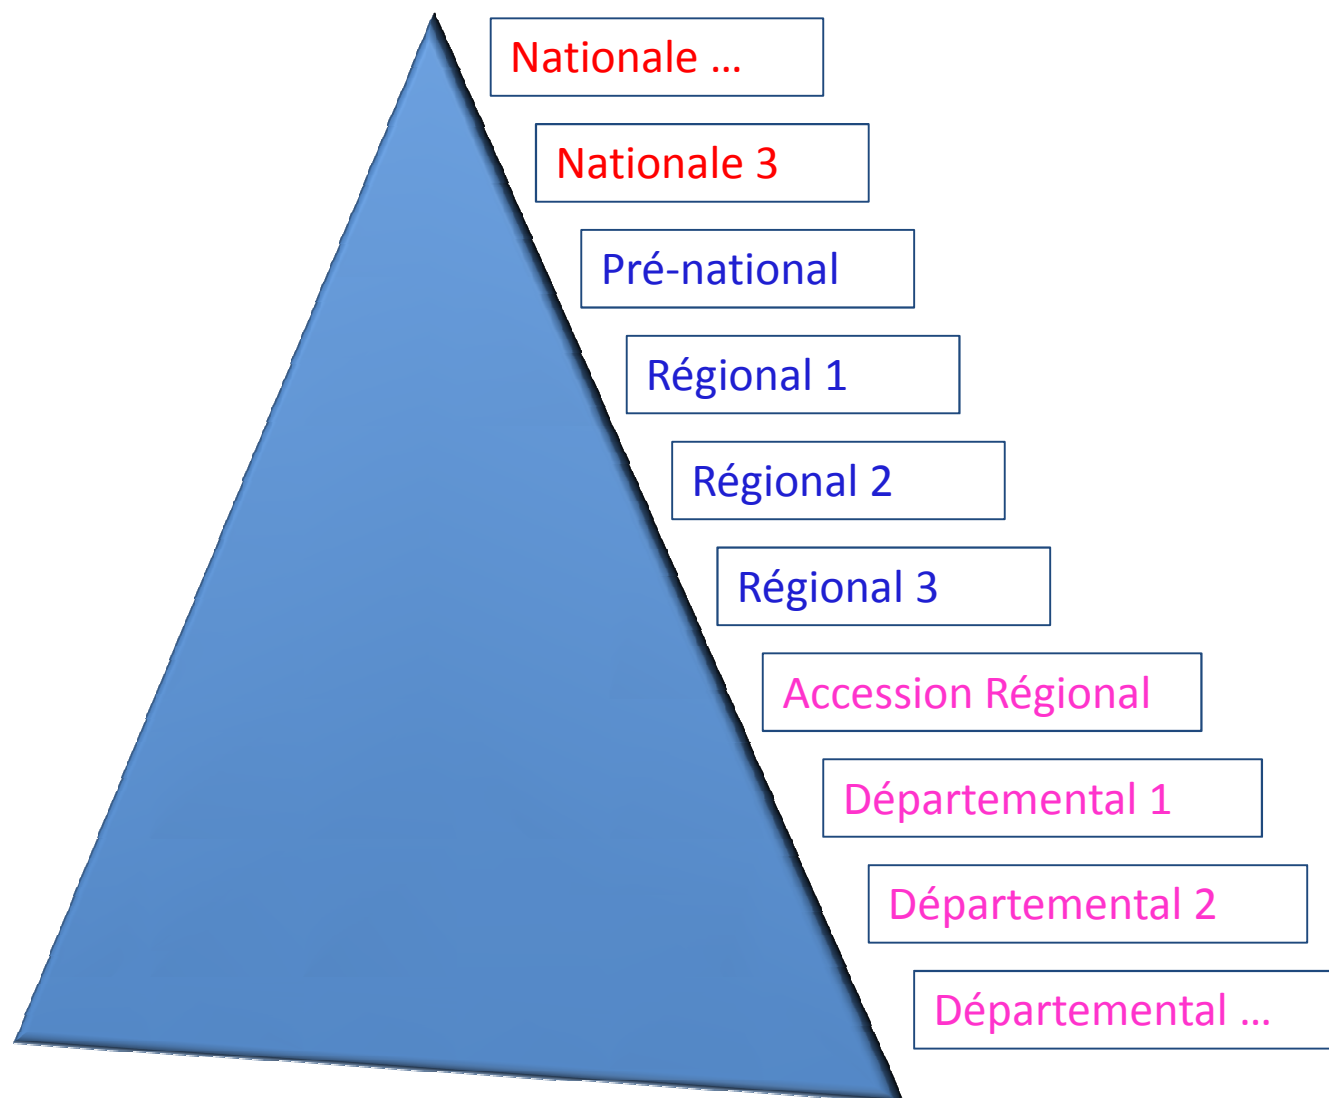 Nationale ...
Nationale 3
Pré-national
Régional 1
Régional 2
Régional 3
Accession Régional
Départemental 1
Départemental 2
Départemental ...